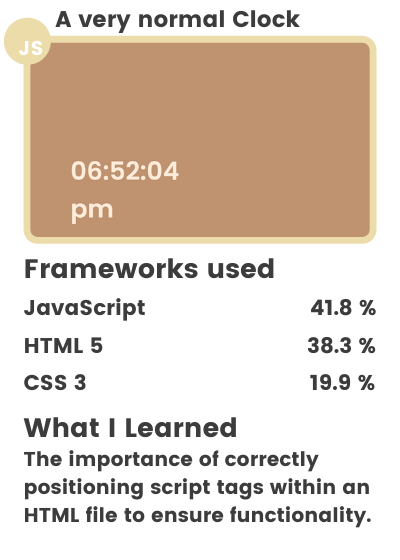 A very normal Clock
JS
06:52:04
pm
Frameworks used
JavaScript 41.8 %
HTML 5 38.3 %
CSS 3 19.9 %
What I Learned
The importance of correctly
positioning script tags within an
HTML file to ensure functionality.